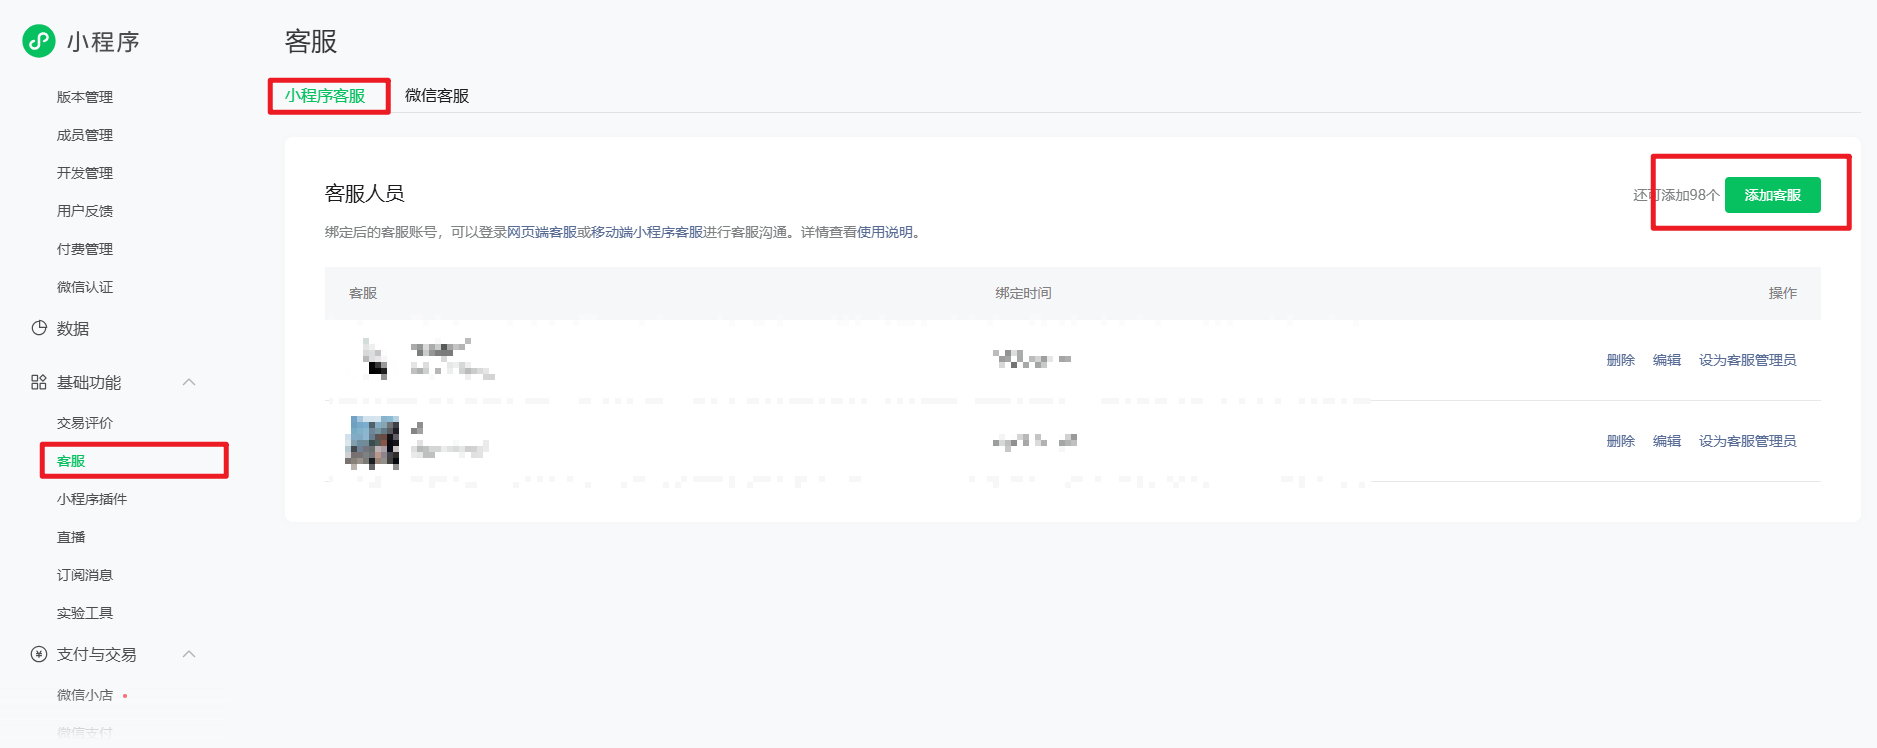 小程序
版本管理
成员管理
开发管理
用户反馈
付费管理
微信认证
数据
基础功能
交易评价
客服
小程序插件
直播
订阅消息
实验工具
支付与交易
微信小店
微信支付
客服
小程序客服 微信客服
客服人员
还可添加98个 添加客服
绑定后的客服账号，可以登录网页端客服或移动端小程序客服进行客服沟通。详情查看使用说明。
客服 绑定时间 操作
删除 编辑 设为客服管理员
删除 编辑 设为客服管理员